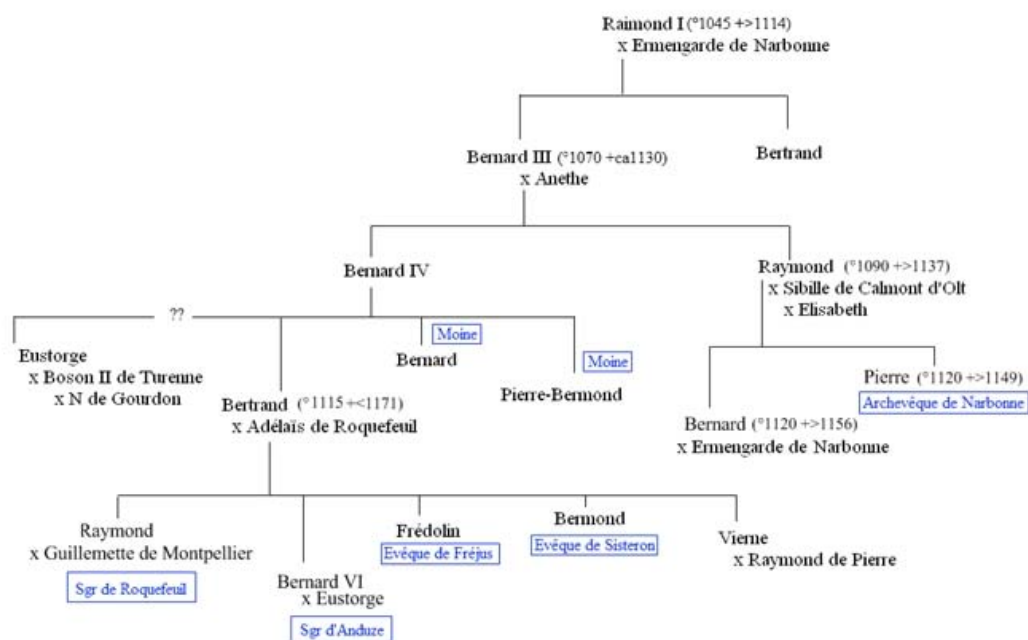 Raimond I (°1045 +>1114)
x Ermengarde de Narbonne
Bernard III (°1070 +ca1130)
x Anethe
Bertrand
Bernard IV
Raymond (°1090 +>1137)
x Sibille de Calmont d'Olt
x Elisabeth
??
Eustorge
x Boson II de Turenne
x N de Gourdon
Bertrand (°1115 +<1171)
x Adélaïs de Roquefeuil
Moine
Bernard
Moine
Pierre-Bermond
Bernard (°1120 +>1156)
x Ermengarde de Narbonne
Pierre (°1120 +>1149)
Archevêque de Narbonne
Raymond
x Guillemette de Montpellier
Sgr de Roquefeuil
Bernard VI
x Eustorge
Sgr d'Anduze
Frédolin
Evêque de Fréjus
Bermond
Evêque de Sisteron
Vierne
x Raymond de Pierre